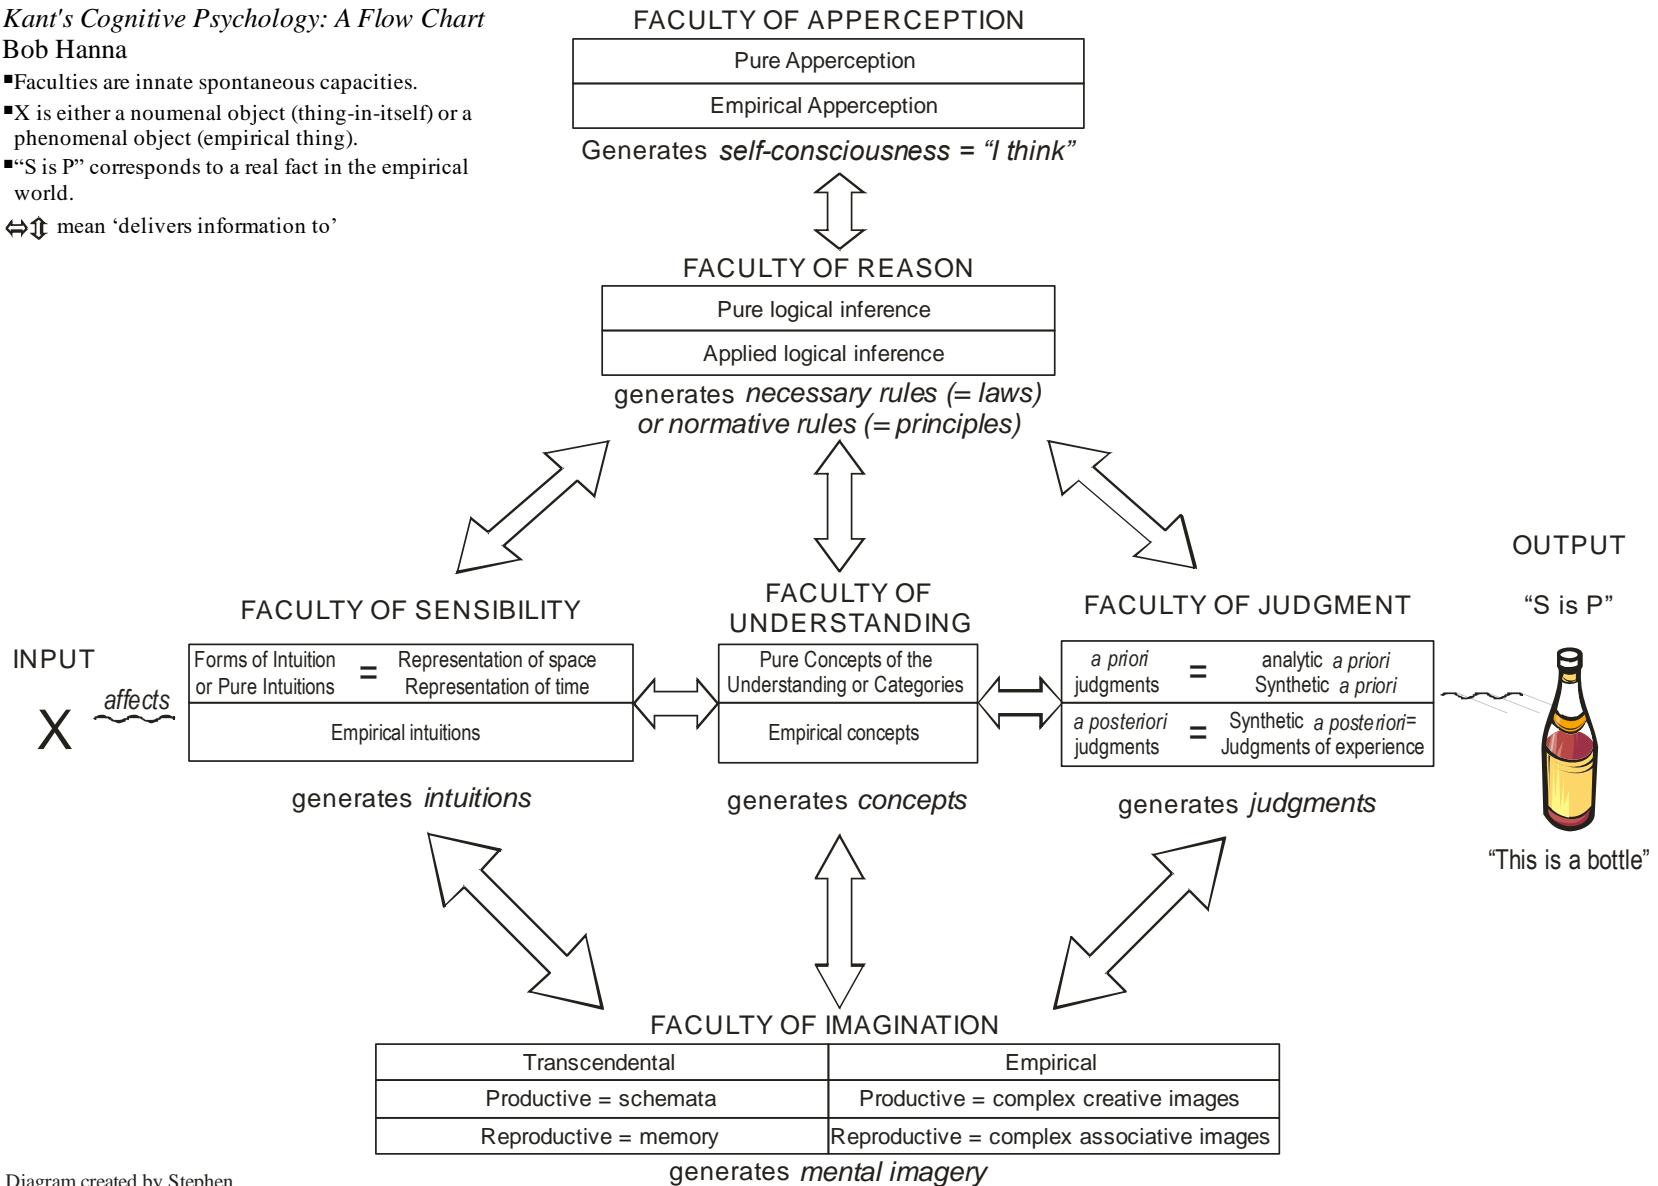 Kant's Cognitive Psychology: A Flow Chart
Bob Hanna
▪Faculties are innate spontaneous capacities.
▪X is either a noumenal object (thing-in-itself) or a
phenomenal object (empirical thing).
▪“S is P” corresponds to a real fact in the empirical
world.
⇔⇕ mean ‘delivers information to’
FACULTY OF APPERCEPTION
Pure Apperception
Empirical Apperception
Generates self-consciousness = “I think”
FACULTY OF REASON
Pure logical inference
Applied logical inference
generates necessary rules (= laws)
or normative rules (= principles)
INPUT
X
affects
FACULTY OF SENSIBILITY
Forms of Intuition
or Pure Intuitions
=
Representation of space
Representation of time
Empirical intuitions
generates intuitions
FACULTY OF
UNDERSTANDING
Pure Concepts of the
Understanding or Categories
Empirical concepts
generates concepts
FACULTY OF JUDGMENT
a priori
judgments
=
analytic a priori
Synthetic a priori
a posteriori
judgments
=
Synthetic a posteriori=
Judgments of experience
generates judgments
OUTPUT
“S is P”
“This is a bottle”
FACULTY OF IMAGINATION
Transcendental
Empirical
Productive = schemata
Productive = complex creative images
Reproductive = memory
Reproductive = complex associative images
generates mental imagery
Diagram created by Stephen